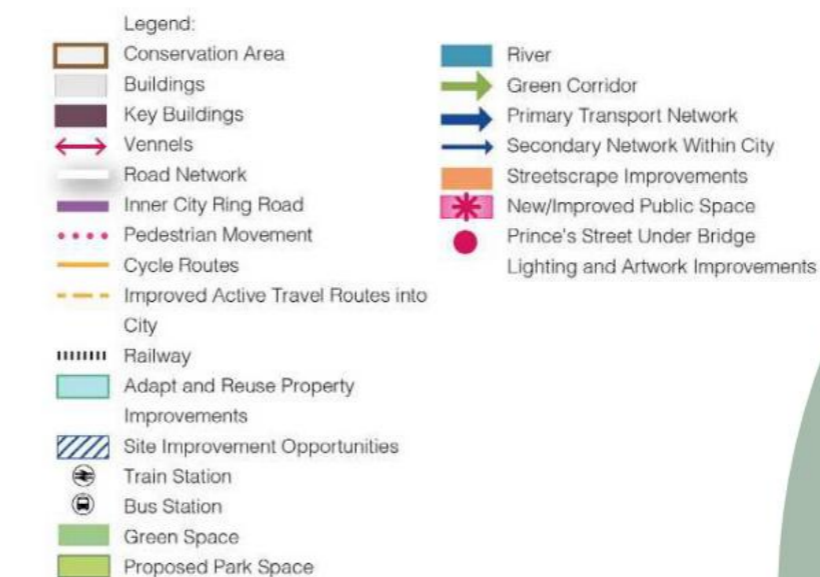 Legend:
Conservation Area
Buildings
Key Buildings
Vennels
Road Network
Inner City Ring Road
Pedestrian Movement
Cycle Routes
Improved Active Travel Routes into
City
Railway
Adapt and Reuse Property
Improvements
Site Improvement Opportunities
Train Station
Bus Station
Green Space
Proposed Park Space
River
Green Corridor
Primary Transport Network
Secondary Network Within City
Streetscrape Improvements
New/Improved Public Space
Prince's Street Under Bridge
Lighting and Artwork Improvements